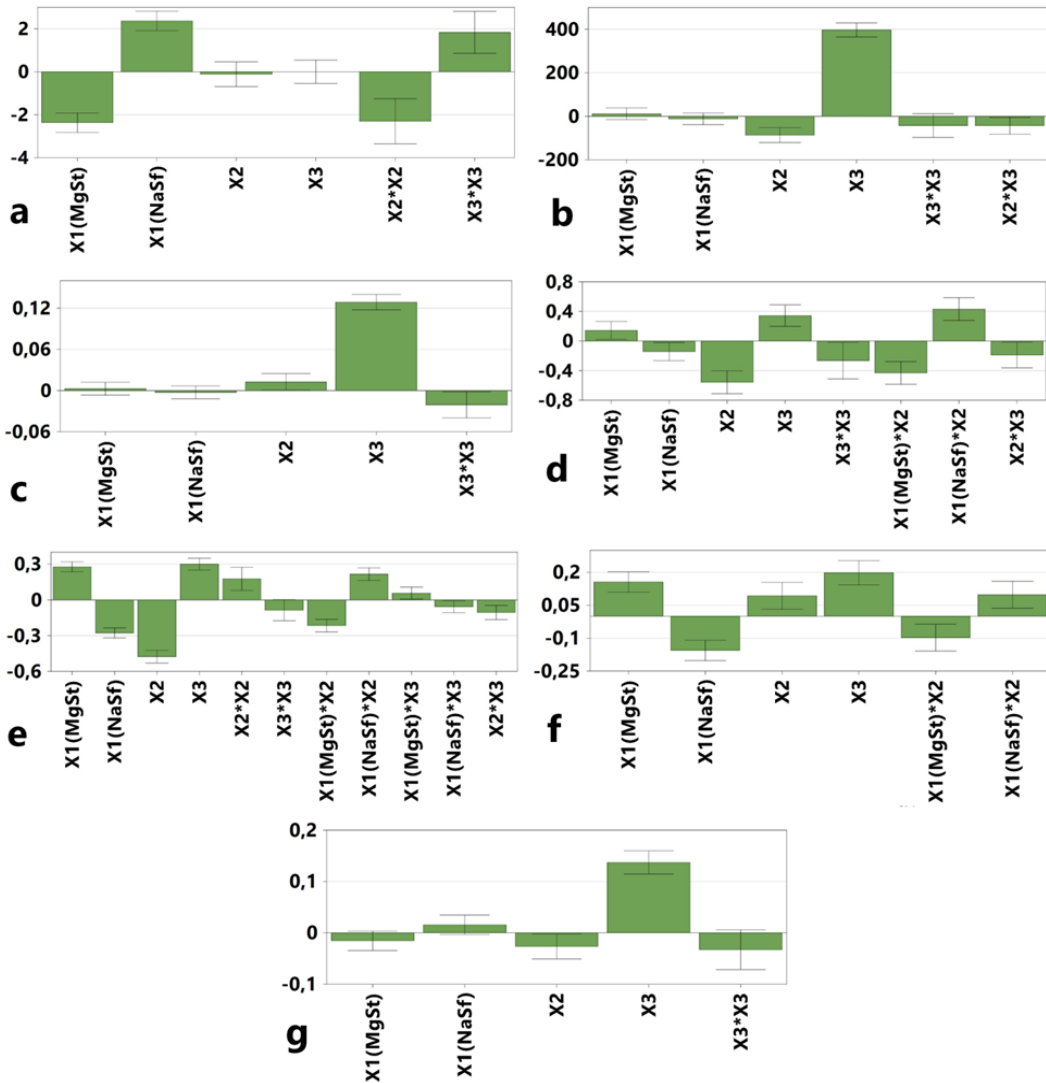 2
0
-2
-4
X1(MgSt)
X1(NaSf)
X2
X3
X2*X2
X3*X3
a
400
200
0
-200
X1(MgSt)
X1(NaSf)
X2
X3
X3*X3
X2*X3
b
0,12
0,06
0
-0,06
X1(MgSt)
X1(NaSf)
X2
X3
X3*X3
c
0,8
0,4
0
-0,4
-0,8
X1(MgSt)
X1(NaSf)
X2
X3
X3*X3
X1(MgSt)*X2
X1(NaSf)*X2
X2*X3
d
0,3
0
-0,3
-0,6
X1(MgSt)
X1(NaSf)
X2
X3
X2*X2
X3*X3
X1(MgSt)*X2
X1(NaSf)*X2
X1(MgSt)*X3
X1(NaSf)*X3
X2*X3
e
0,2
0,05
-0,1
-0,25
X1(MgSt)
X1(NaSf)
X2
X3
X1(MgSt)*X2
X1(NaSf)*X2
f
0,2
0,1
0
-0,1
X1(MgSt)
X1(NaSf)
X2
X3
X3*X3
g